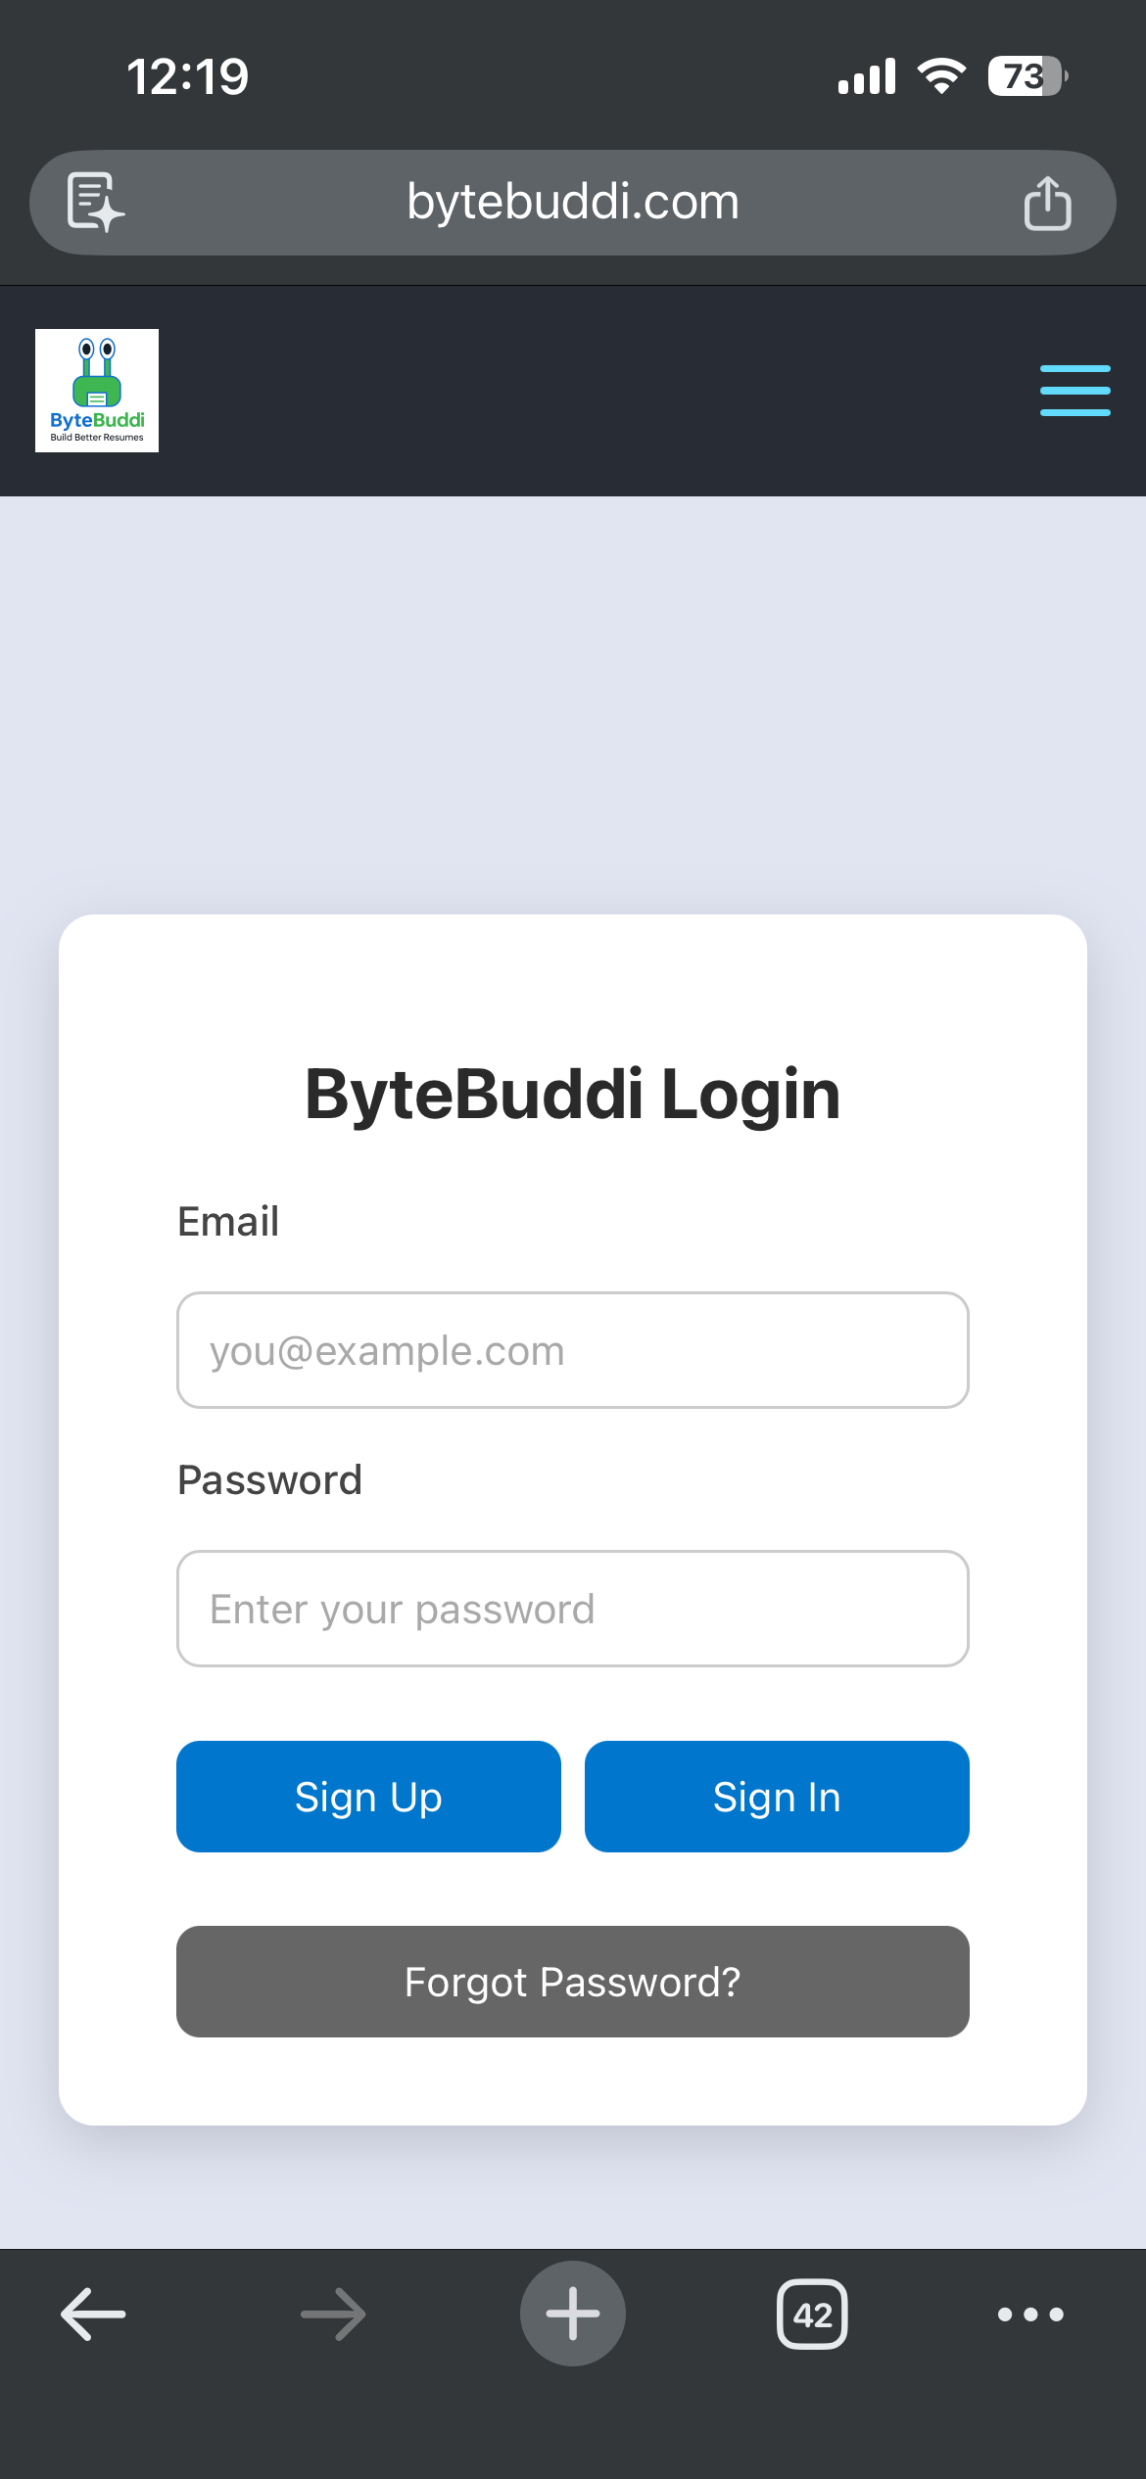 12:19
73
bytebuddi.com
ByteBuddi
Build Better Resumes
ByteBuddi Login
Email
you@example.com
Password
Enter your password
Sign Up
Sign In
Forgot Password?
42